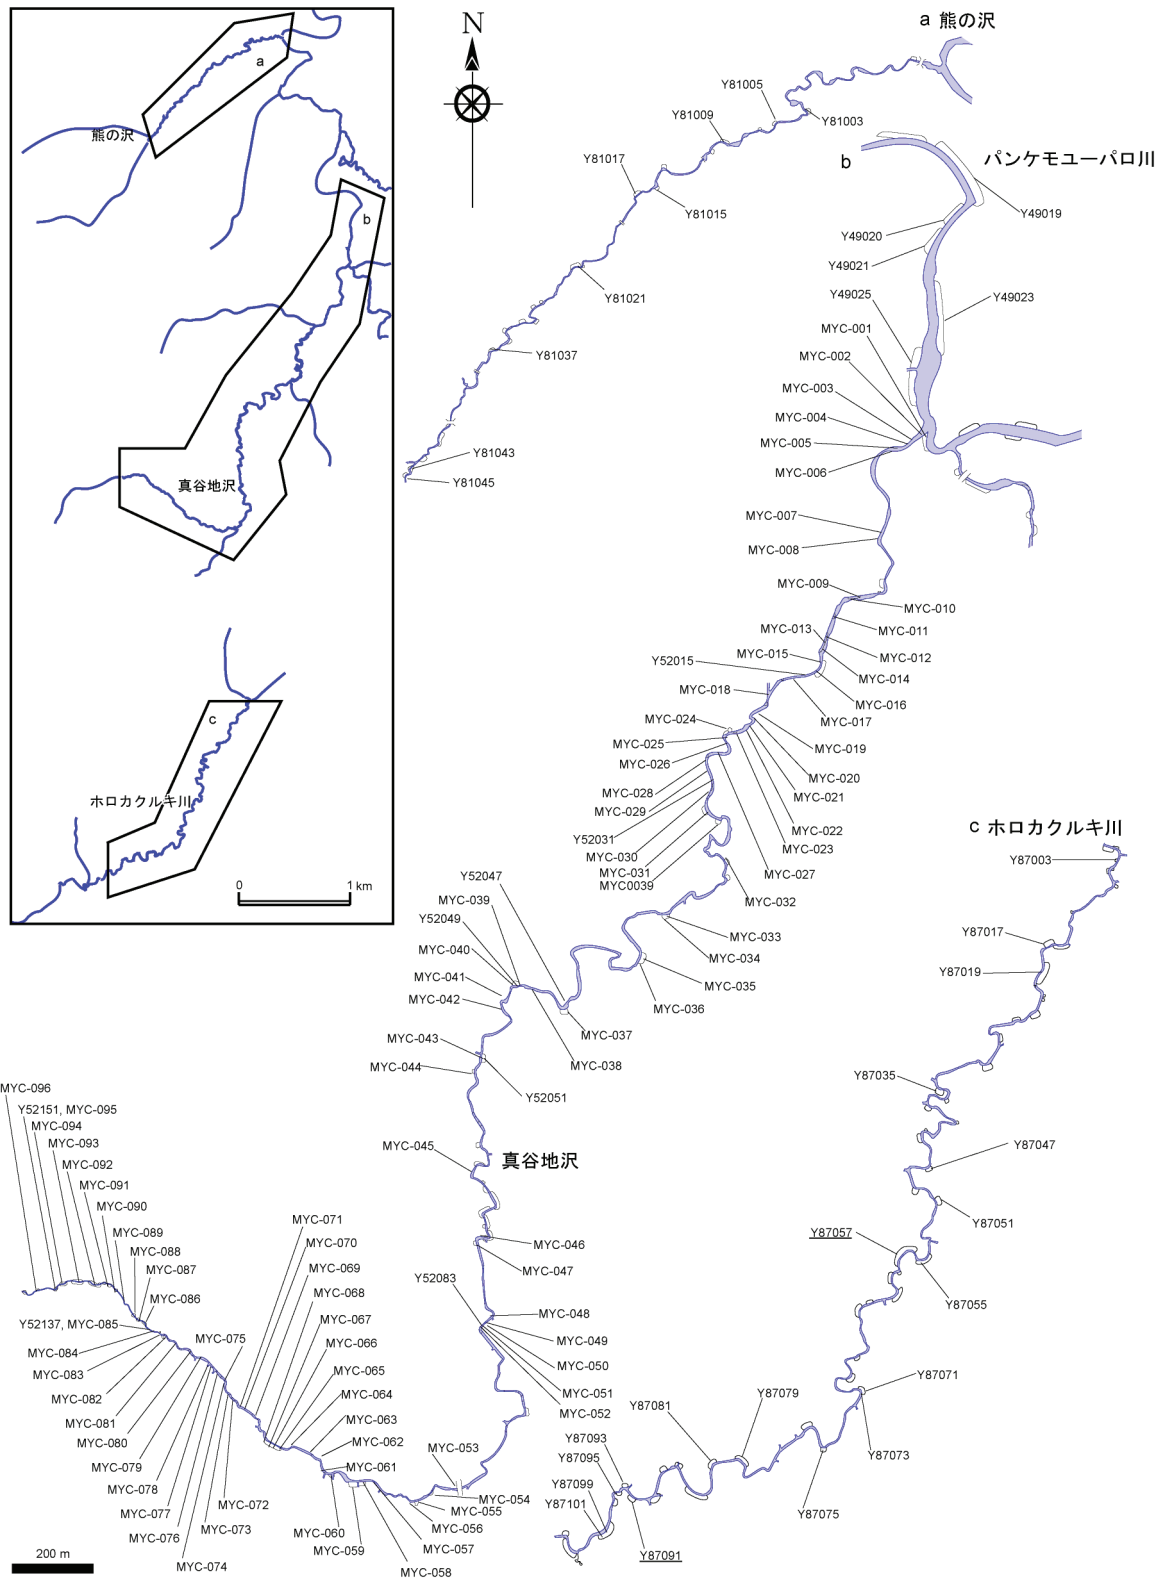 a
熊の沢
b
真谷地沢
c
ホロカクルキ川
0
1 km
N
a 熊の沢
Y81005
Y81009
Y81003
Y81017
Y81015
Y81021
Y81037
Y81043
Y81045
b
パンケモユーパロ川
Y49019
Y49020
Y49021
Y49025
Y49023
MYC-001
MYC-002
MYC-003
MYC-004
MYC-005
MYC-006
MYC-007
MYC-008
MYC-009
MYC-010
MYC-011
MYC-013
MYC-012
MYC-015
MYC-014
Y52015
MYC-016
MYC-018
MYC-017
MYC-024
MYC-019
MYC-025
MYC-026
MYC-020
MYC-028
MYC-021
MYC-029
MYC-022
Y52031
MYC-023
MYC-030
MYC-031
MYC-027
MYC0039
MYC-032
Y52047
MYC-039
Y52049
MYC-033
MYC-040
MYC-034
MYC-041
MYC-035
MYC-042
MYC-036
MYC-037
MYC-043
MYC-044
MYC-038
Y52051
MYC-045
真谷地沢
MYC-046
MYC-047
Y52083
MYC-048
MYC-049
MYC-050
MYC-051
MYC-052
MYC-053
MYC-054
MYC-055
MYC-056
MYC-057
MYC-058
MYC-059
MYC-060
MYC-061
MYC-062
MYC-063
MYC-064
MYC-065
MYC-066
MYC-067
MYC-068
MYC-069
MYC-070
MYC-071
MYC-072
MYC-073
MYC-074
MYC-075
MYC-076
MYC-077
MYC-078
MYC-079
MYC-080
MYC-081
MYC-082
MYC-083
MYC-084
Y52137, MYC-085
MYC-086
MYC-087
MYC-088
MYC-089
MYC-090
MYC-091
MYC-092
MYC-093
MYC-094
Y52151, MYC-095
MYC-096
200 m
c ホロカクルキ川
Y87003
Y87017
Y87019
Y87035
Y87047
Y87051
Y87057
Y87055
Y87071
Y87073
Y87075
Y87079
Y87081
Y87093
Y87095
Y87099
Y87101
Y87091